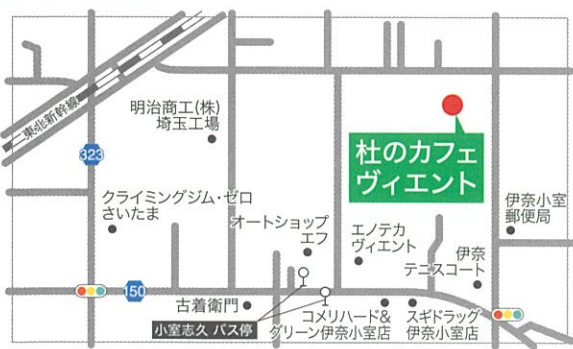 東北新幹線
明治商工(株)
埼玉工場
323
杜のカフェ
ヴィエント
クライミングジム・ゼロ
さいたま
オートショップ
エフ
エノテカ
ヴィエント
伊奈小室
郵便局
伊奈
テニスコート
150
古着衛門
小室志久 バス停
コメリハード&
グリーン伊奈小室店
スギドラッグ
伊奈小室店